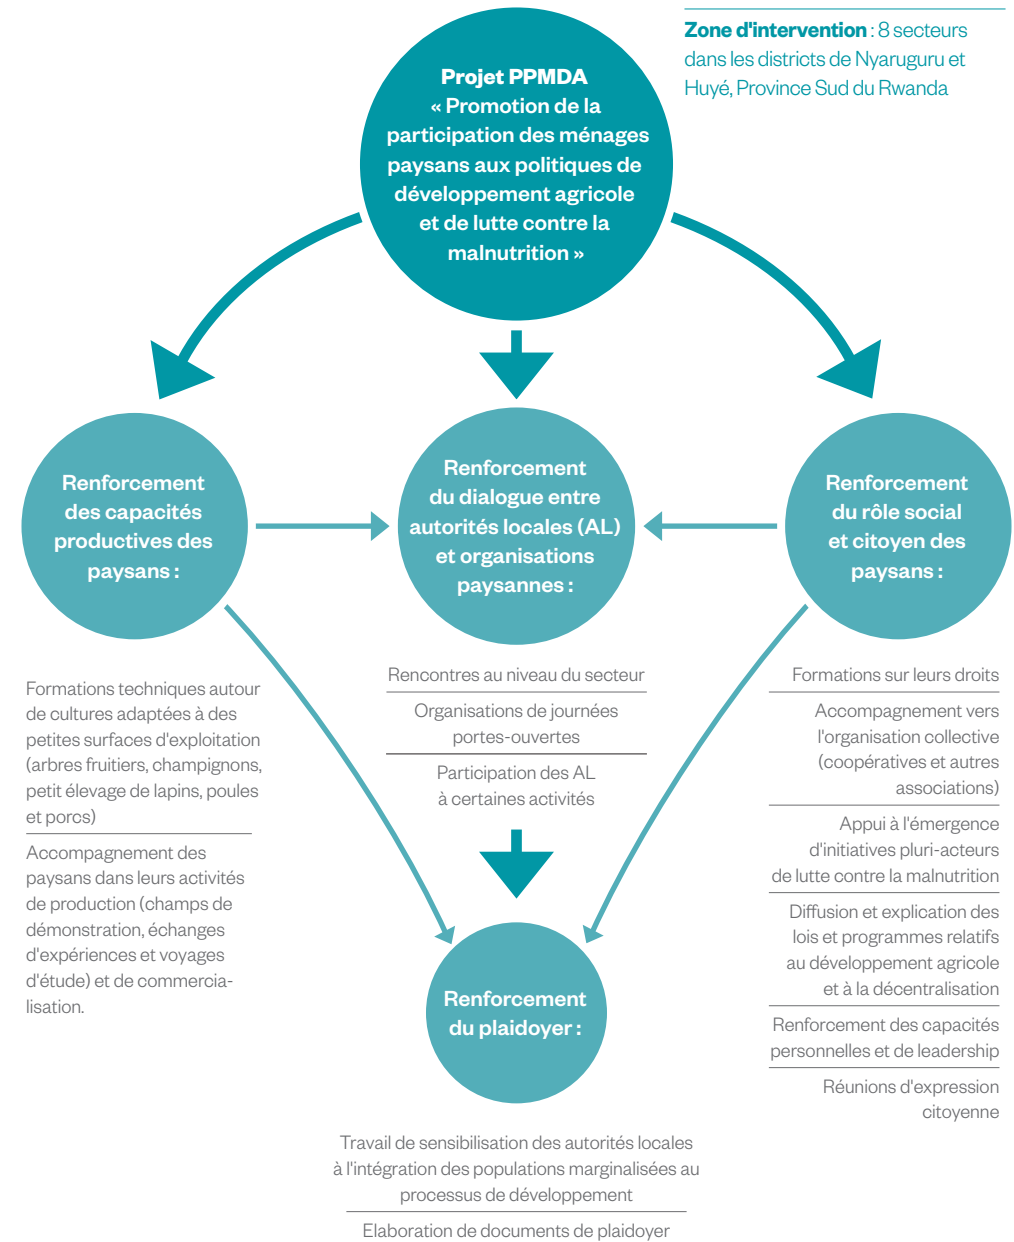 Zone d'intervention : 8 secteurs
dans les districts de Nyaruguru et
Huyé, Province Sud du Rwanda
Projet PPMDA
« Promotion de la
participation des ménages
paysans aux politiques de
développement agricole
et de lutte contre la
malnutrition »
Renforcement
des capacités
productives des
paysans :
Renforcement
du dialogue entre
autorités locales (AL)
et organisations
paysannes :
Renforcement
du rôle social
et citoyen des
paysans :
Formations techniques autour
de cultures adaptées à des
petites surfaces d'exploitation
(arbres fruitiers, champignons,
petit élevage de lapins, poules
et porcs)
Accompagnement des
paysans dans leurs activités
de production (champs de
démonstration, échanges
d'expériences et voyages
d'étude) et de commercia-
lisation.
Rencontres au niveau du secteur
Organisations de journées
portes-ouvertes
Participation des AL
à certaines activités
Formations sur leurs droits
Accompagnement vers
l'organisation collective
(coopératives et autres
associations)
Appui à l'émergence
d'initiatives pluri-acteurs
de lutte contre la malnutrition
Diffusion et explication des
lois et programmes relatifs
au développement agricole
et à la décentralisation
Renforcement des capacités
personnelles et de leadership
Réunions d'expression
citoyenne
Renforcement
du plaidoyer :
Travail de sensibilisation des autorités locales
à l'intégration des populations marginalisées au
processus de développement
Elaboration de documents de plaidoyer